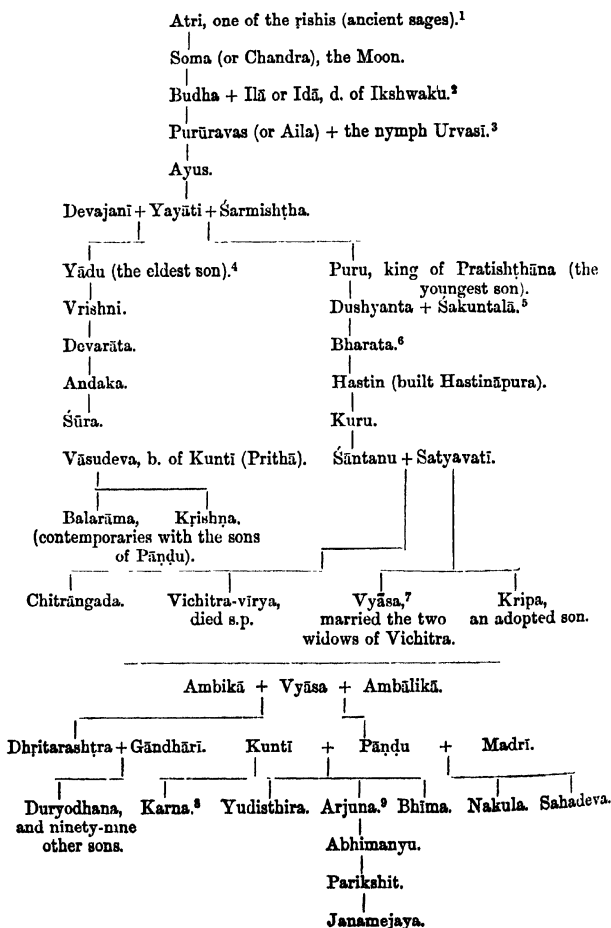 Atri, one of the ṛishis (ancient sages).¹
Soma (or Chandra), the Moon.
Budha + Ilā or Idā, d. of Ikshwaku.²
Purūravas (or Aila) + the nymph Urvasī.³
Ayus.
Devajanī + Yayāti + Śarmishṭha.
Yādu (the eldest son).⁴ Puru, king of Pratishṭhāna (the
youngest son).
Vrishni. Dushyanta + Śakuntalā.⁵
Devarāta. Bharata.⁶
Andaka. Hastin (built Hastināpura).
Śūra. Kuru.
Vāsudeva, b. of Kuntī (Prithā). Śāntanu + Satyavatī.
Balarāma, Kṛishṇa,
(contemporaries with the sons
of Pāṇḍu).
Chitrāngada. Vichitra-vīrya, Vyāsa,⁷ Kripa,
died s.p. married the two an adopted son.
widows of Vichitra.
Ambikā + Vyāsa + Ambālikā.
Dhṛitarashṭra + Gāndhārī. Kuntī + Pāṇḍu + Madrī.
Duryodhana, Karna.⁸ Yudisthira. Arjuna.⁹ Bhīma. Nakula. Sahadeva.
and ninety-nine
other sons.
Abhimanyu.
Parikshit.
Janamejaya.